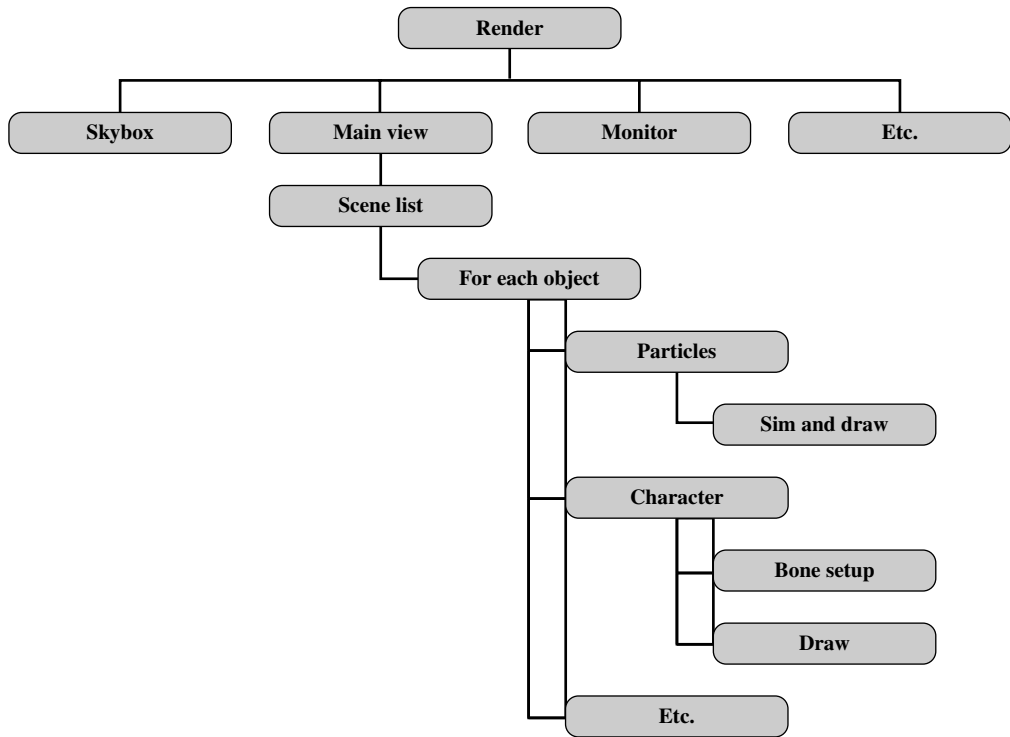 Render
Skybox
Main view
Monitor
Etc.
Scene list
For each object
Particles
Sim and draw
Character
Bone setup
Draw
Etc.